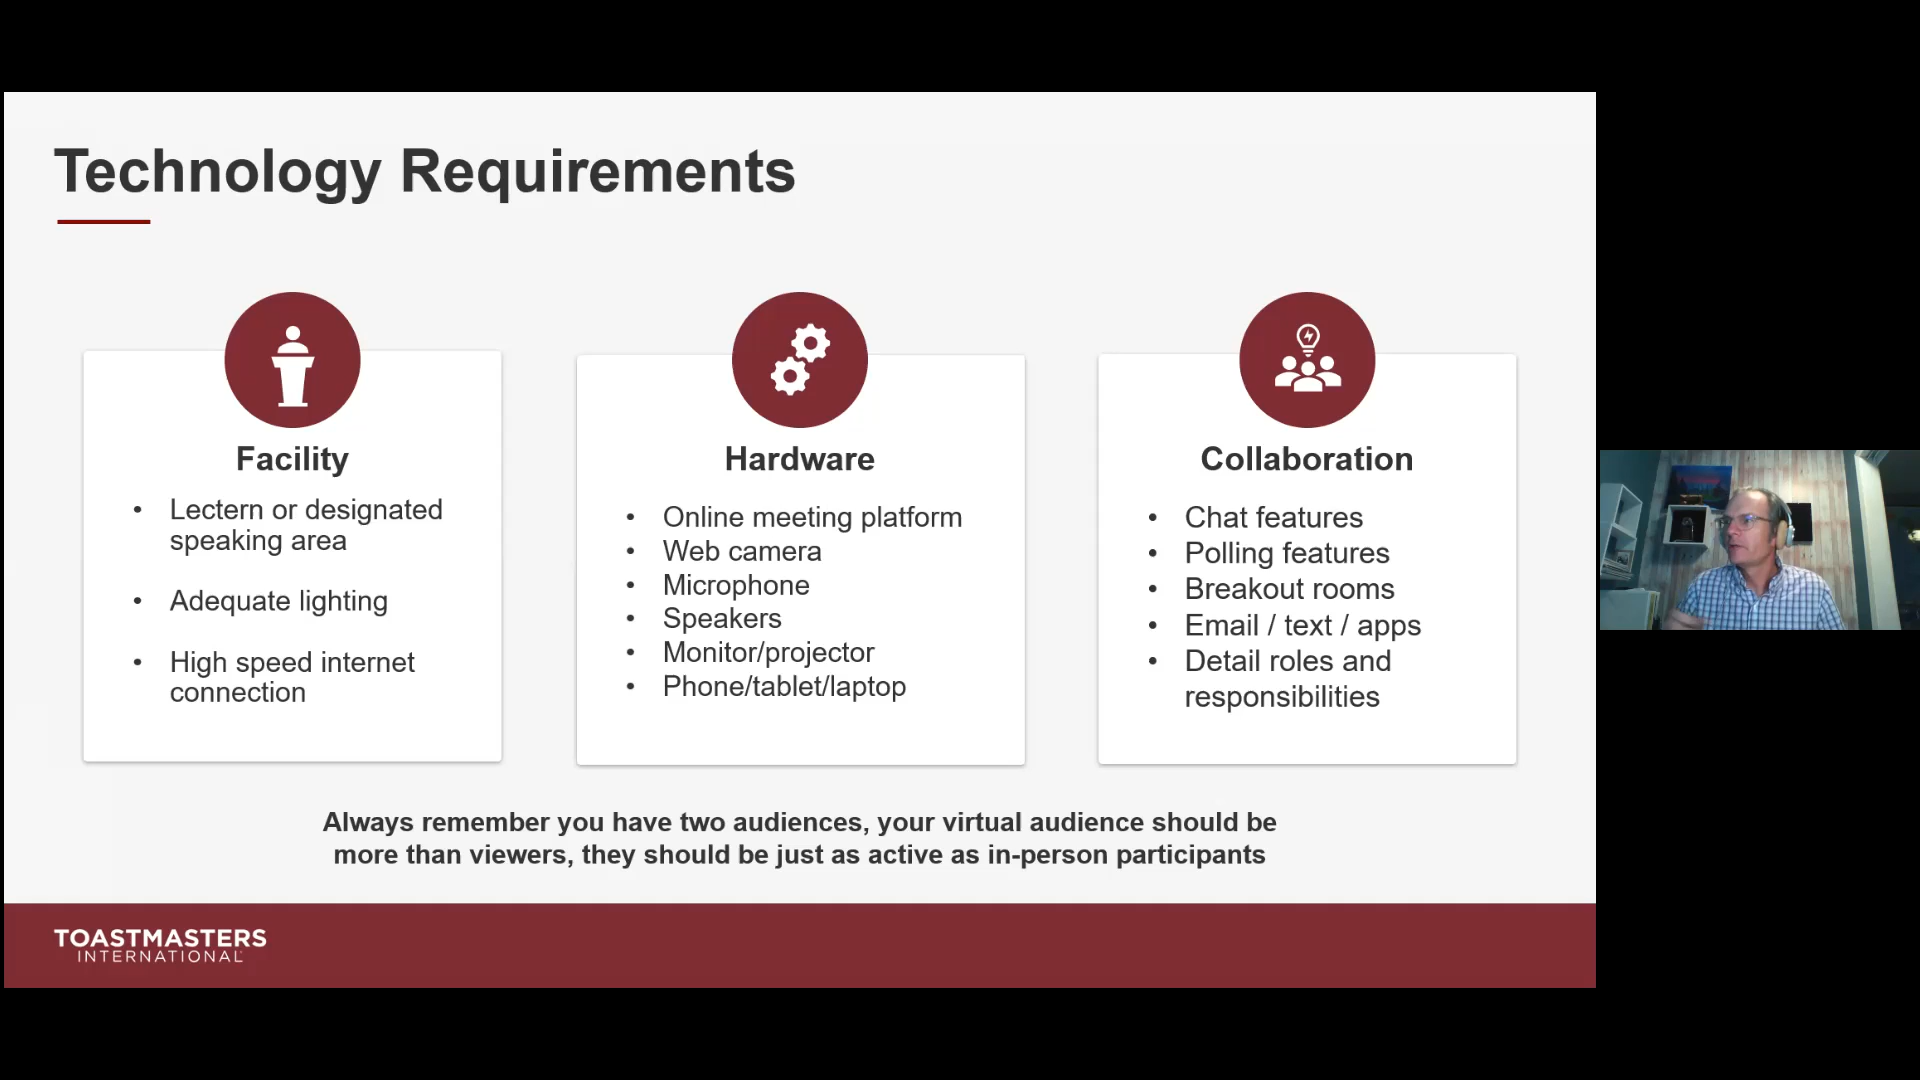 Technology Requirements
Facility
• Lectern or designated
speaking area
• Adequate lighting
• High speed internet
connection
Hardware
• Online meeting platform
• Web camera
• Microphone
• Speakers
• Monitor/projector
• Phone/tablet/laptop
Collaboration
• Chat features
• Polling features
• Breakout rooms
• Email / text / apps
• Detail roles and
responsibilities
Always remember you have two audiences, your virtual audience should be
more than viewers, they should be just as active as in-person participants
TOASTMASTERS
INTERNATIONAL